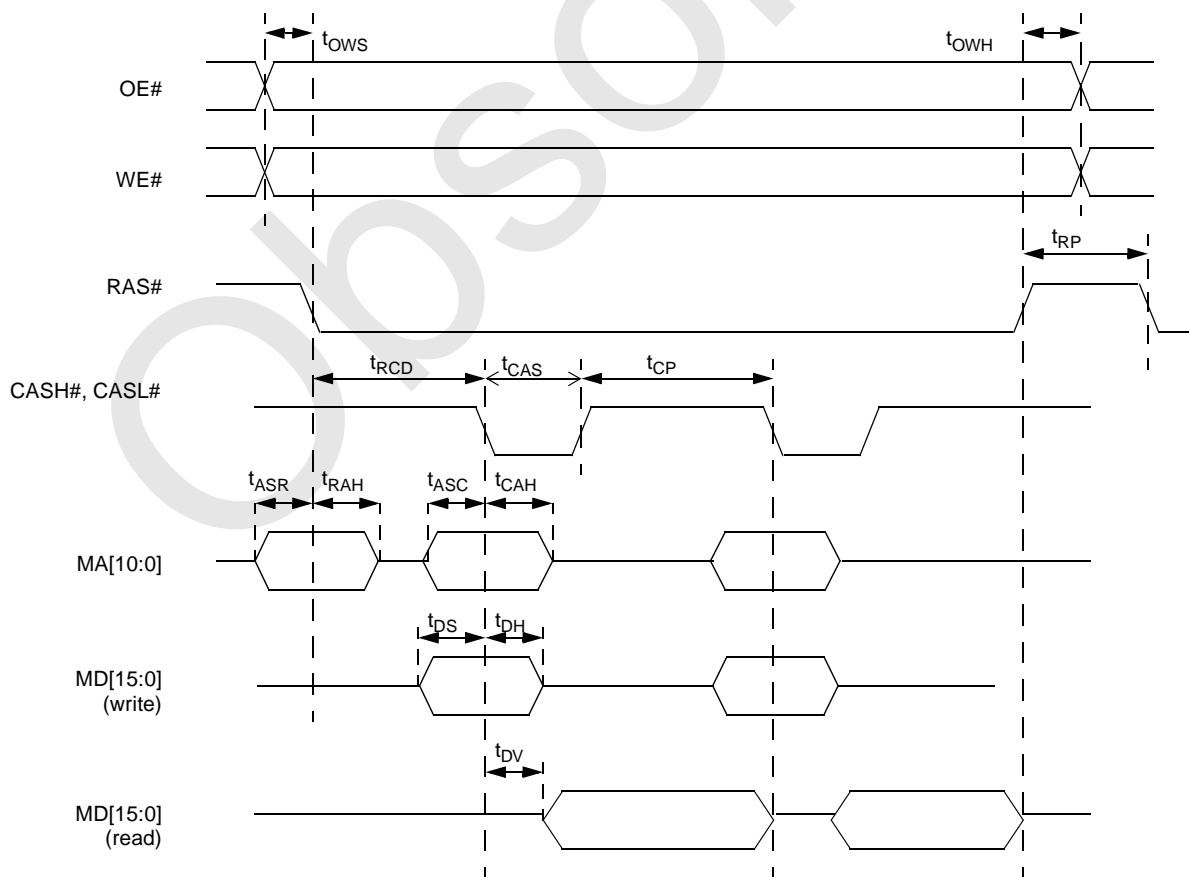 tOWS
tOWH
OE#
WE#
tRP
RAS#
tRCD
tCAS
tCP
CASH#, CASL#
tASR
tRAH
tASC
tCAH
MA[10:0]
tDS
tDH
MD[15:0]
(write)
tDV
MD[15:0]
(read)